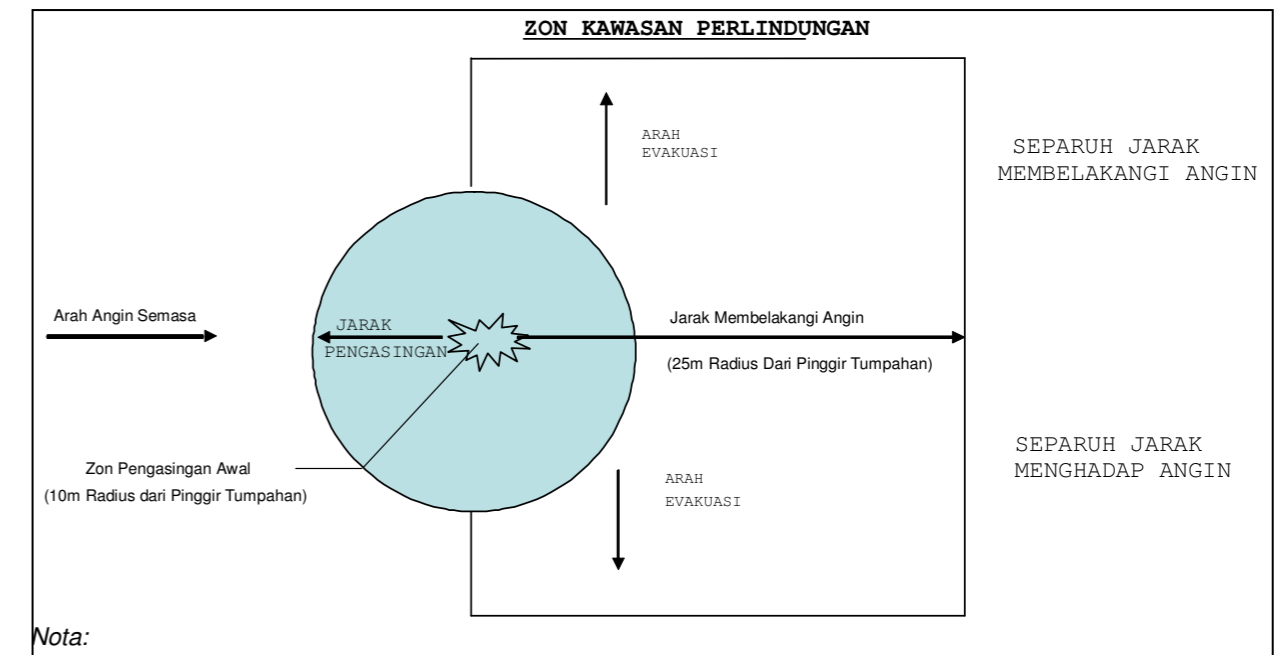 ZON KAWASAN PERLINDUNGAN
ARAH
EVAKUASI
SEPARUH JARAK
MEMBELAKANGI ANGIN
Arah Angin Semasa
JARAK
PENGASINGAN
Jarak Membelakangi Angin
(25m Radius Dari Pinggir Tumpahan)
Zon Pengasingan Awal
(10m Radius dari Pinggir Tumpahan)
ARAH
EVAKUASI
SEPARUH JARAK
MENGHADAP ANGIN
Nota: